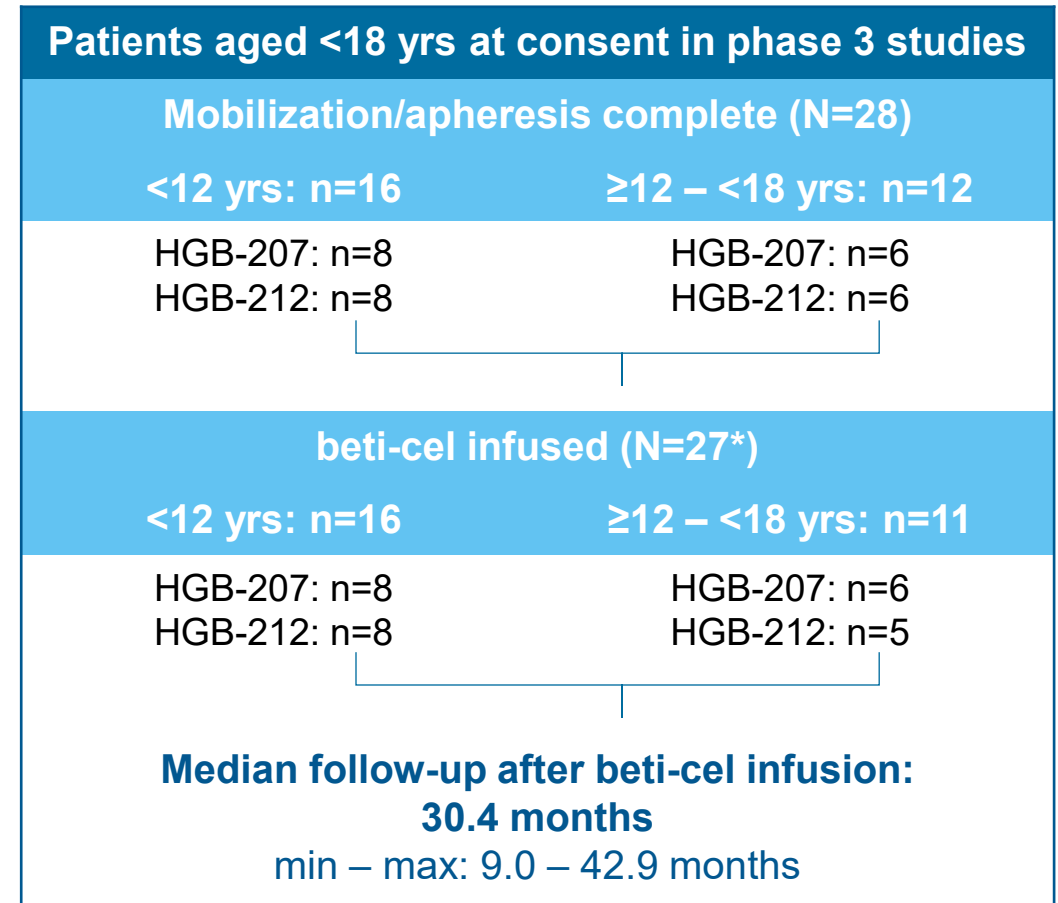 Patients aged <18 yrs at consent in phase 3 studies
Mobilization/apheresis complete (N=28)
<12 yrs: n=16 ≥12 – <18 yrs: n=12
HGB-207: n=8 HGB-207: n=6
HGB-212: n=8 HGB-212: n=6
beti-cel infused (N=27*)
<12 yrs: n=16 ≥12 – <18 yrs: n=11
HGB-207: n=8 HGB-207: n=6
HGB-212: n=8 HGB-212: n=5
Median follow-up after beti-cel infusion:
30.4 months
min – max: 9.0 – 42.9 months